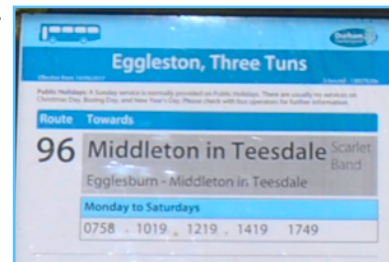 Durham
Eggleston, Three Tuns
Public Holidays: A Sunday service is normally provided on Public Holidays. There are usually no services on
Christmas Day, Boxing Day, and New Year's Day. Please check with bus operators for further information.
Route Towards
96 Middleton in Teesdale Scarlet Band
Egglesburn - Middleton in Teesdale
Monday to Saturdays
0758 1019 1219 1419 1749